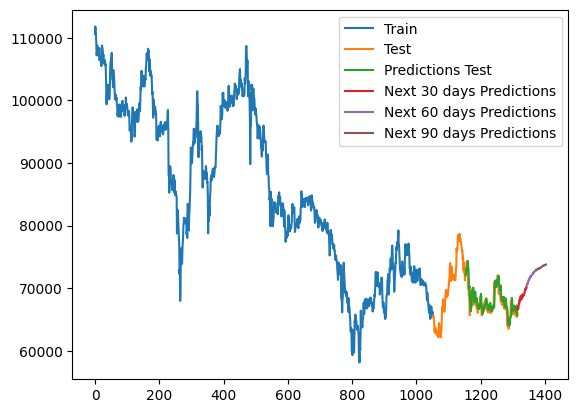 110000
100000
90000
80000
70000
60000
0 200 400 600 800 1000 1200 1400
Train
Test
Predictions Test
Next 30 days Predictions
Next 60 days Predictions
Next 90 days Predictions